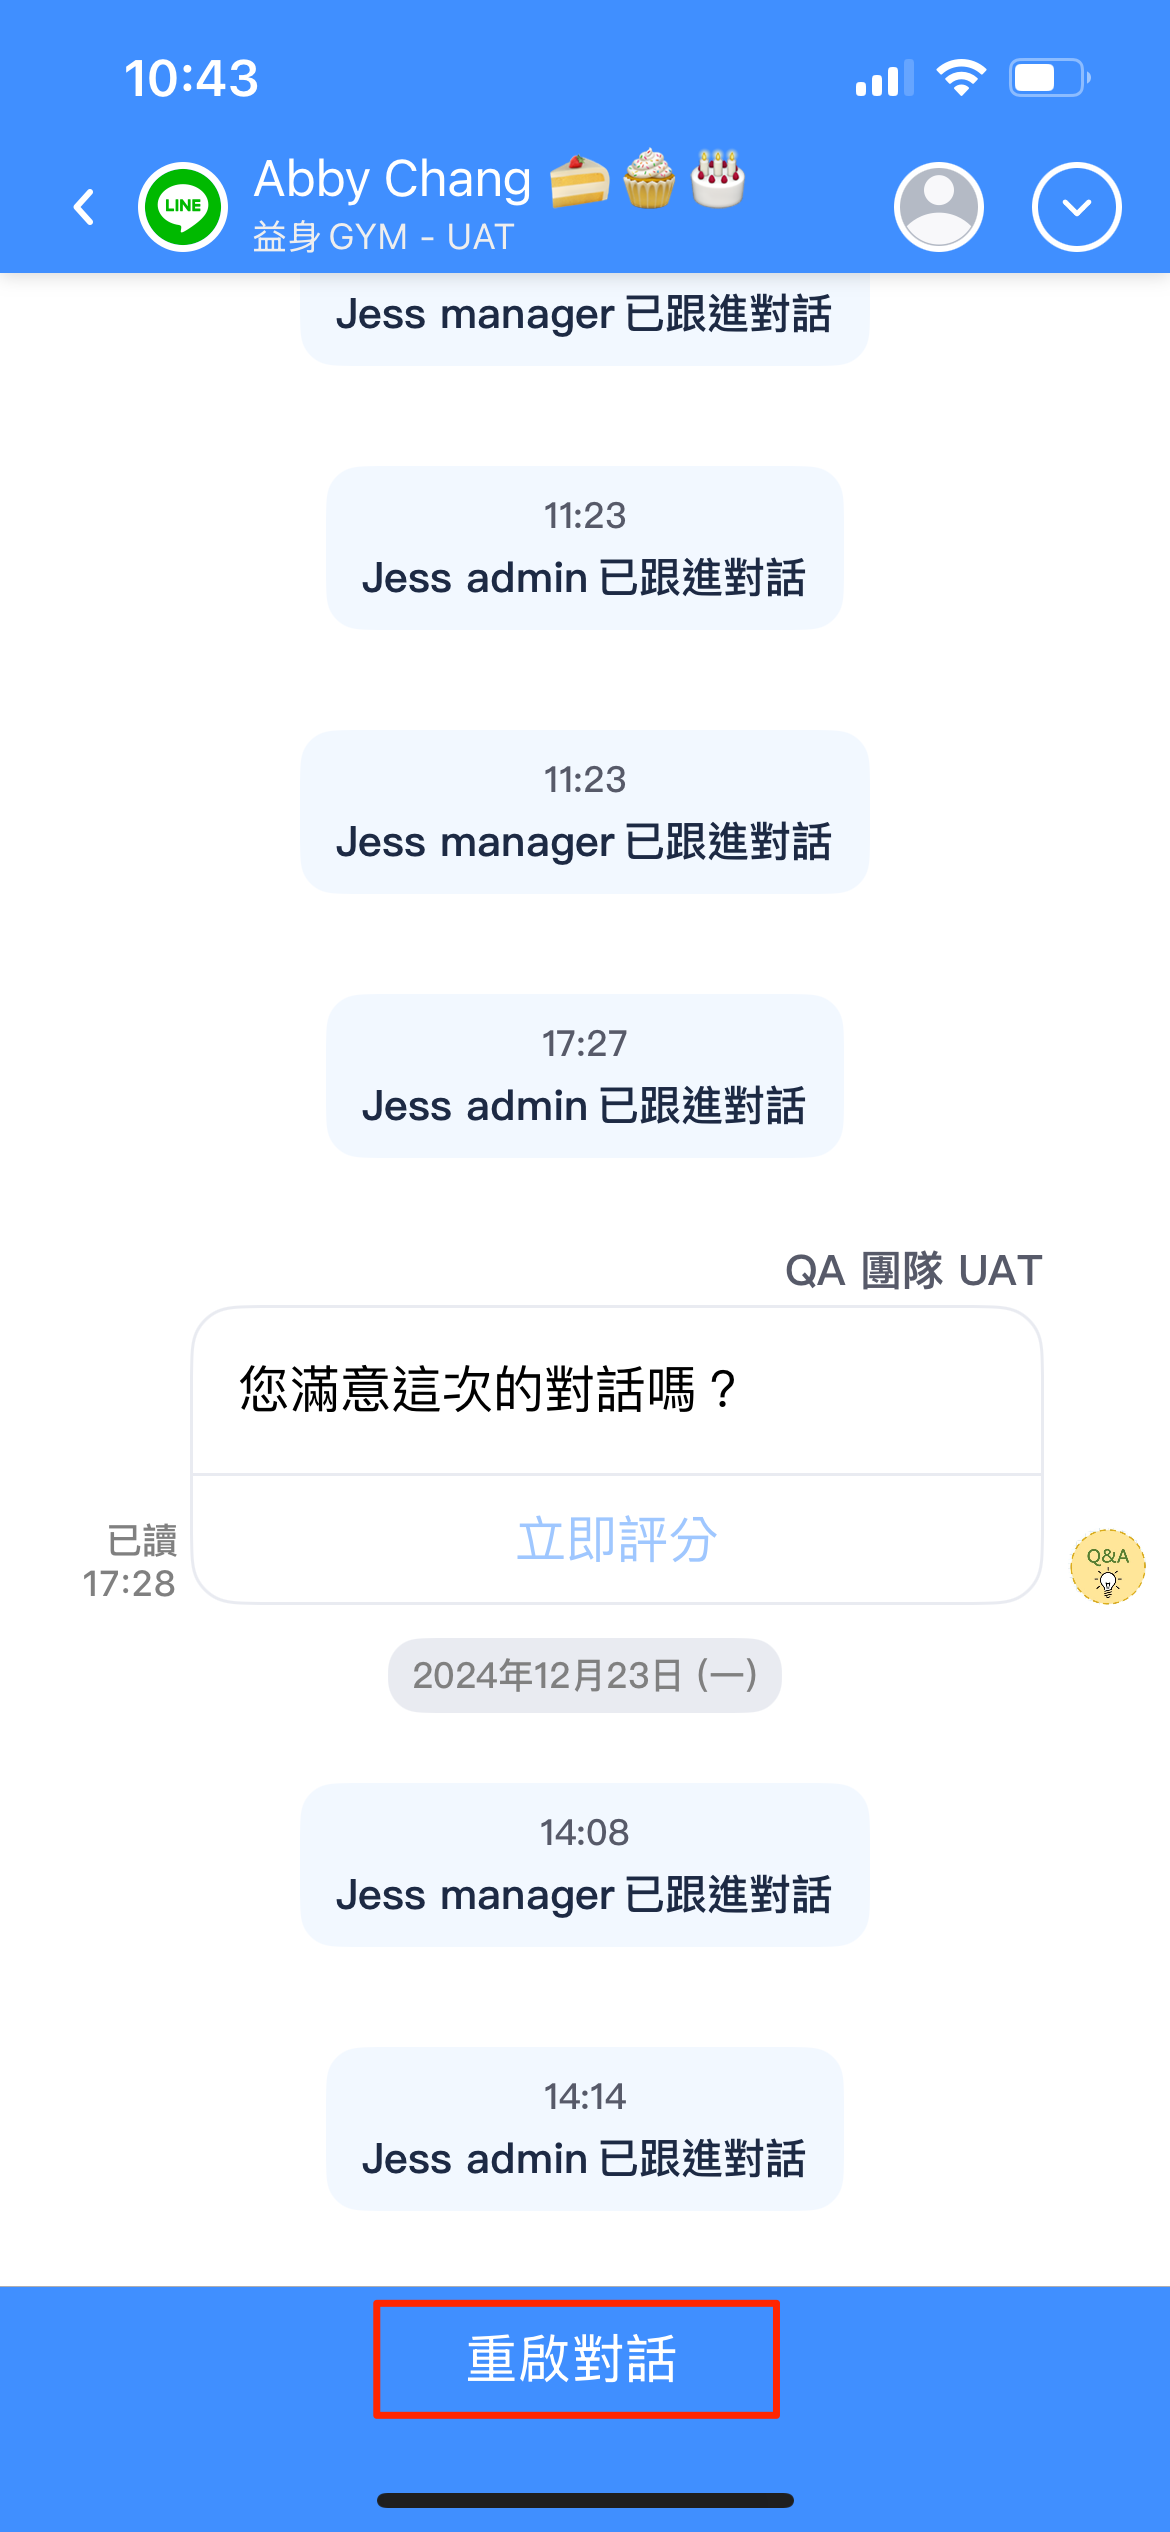 10:43
LINE
Abby Chang 🍰🧁🎂
益身 GYM - UAT
Jess manager 已跟進對話
11:23
Jess admin 已跟進對話
11:23
Jess manager 已跟進對話
17:27
Jess admin 已跟進對話
QA 團隊 UAT
您滿意這次的對話嗎？
立即評分
已讀
17:28
Q&A
2024年12月23日 (一)
14:08
Jess manager 已跟進對話
14:14
Jess admin 已跟進對話
重啟對話